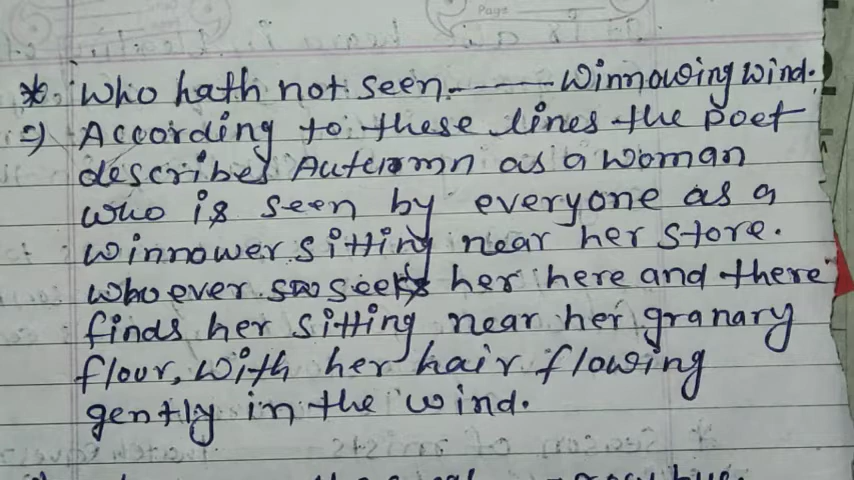 Page
* Who hath not seen.------Winnowing wind.
=) According to these lines the poet
describes Autumn as a woman
who is seen by everyone as a
winnower sitting near her store.
whoever seeks her here and there
finds her sitting near her granary
flour, with her hair flowing
gently in the wind.